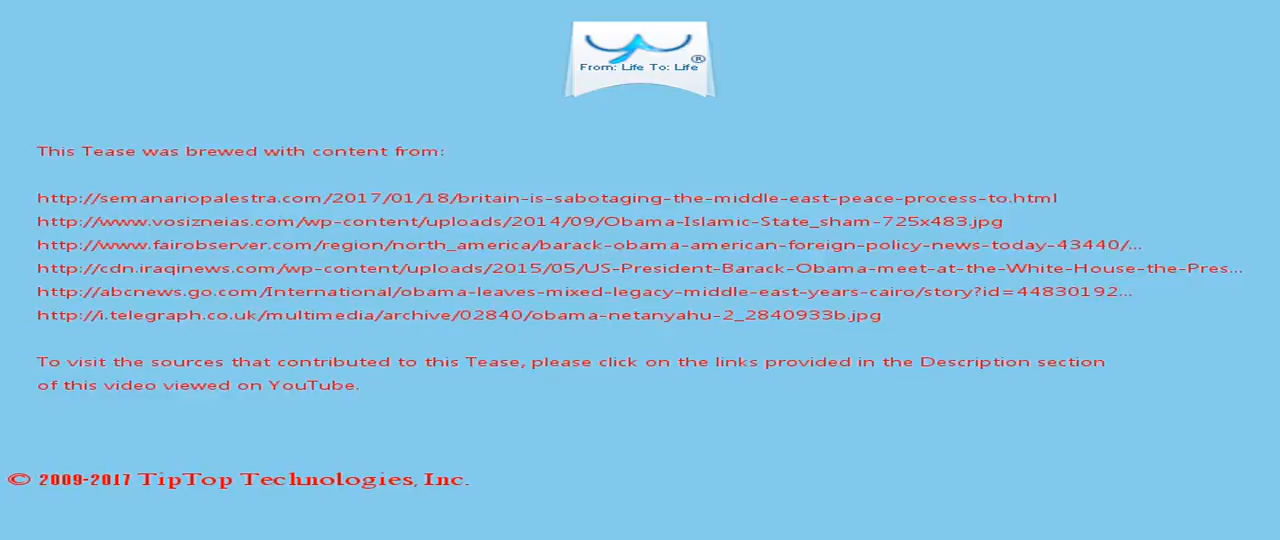 From: Life To: Life ®
This Tease was brewed with content from:
http://semanariopalestra.com/2017/01/18/britain-is-sabotaging-the-middle-east-peace-process-to.html
http://www.vosizneias.com/wp-content/uploads/2014/09/Obama-Islamic-State_sham-725x483.jpg
http://www.fairobserver.com/region/north_america/barack-obama-american-foreign-policy-news-today-43440/...
http://cdn.iraqinews.com/wp-content/uploads/2015/05/US-President-Barack-Obama-meet-at-the-White-House-the-Pres...
http://abcnews.go.com/International/obama-leaves-mixed-legacy-middle-east-years-cairo/story?id=44830192...
http://i.telegraph.co.uk/multimedia/archive/02840/obama-netanyahu-2_2840933b.jpg
To visit the sources that contributed to this Tease, please click on the links provided in the Description section
of this video viewed on YouTube.
© 2009-2017 TipTop Technologies, Inc.